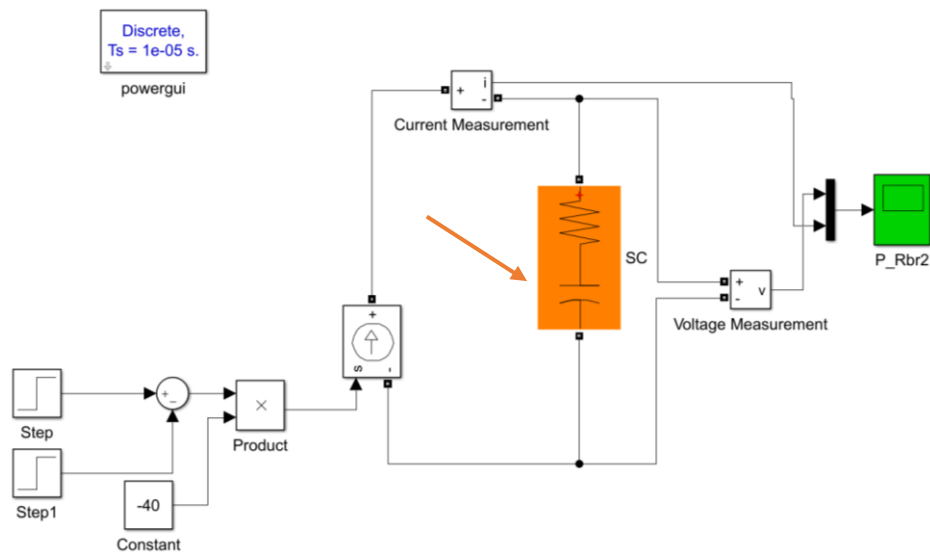 Discrete,
Ts = 1e-05 s.
powergui
i
+
-
Current Measurement
+
SC
P_Rbr2
+
-
v
Voltage Measurement
+
s
-
Step
+
-
×
Product
Step1
-40
Constant